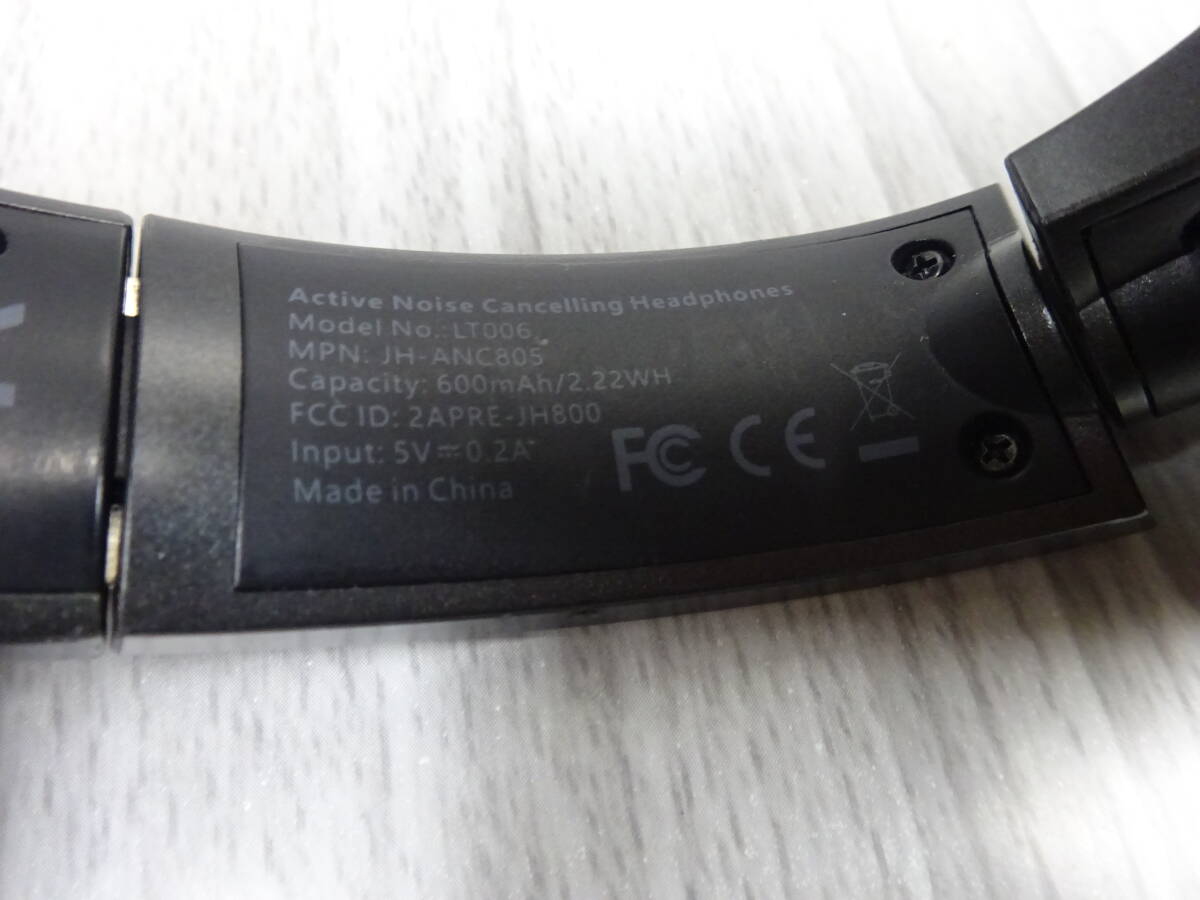 Active Noise Cancelling Headphones
Model No.: LT006
MPN: JH-ANC805
Capacity: 600mAh/2.22WH
FCC ID: 2APRE-JH800
Input: 5V⎓0.2A
Made in China
FC CE